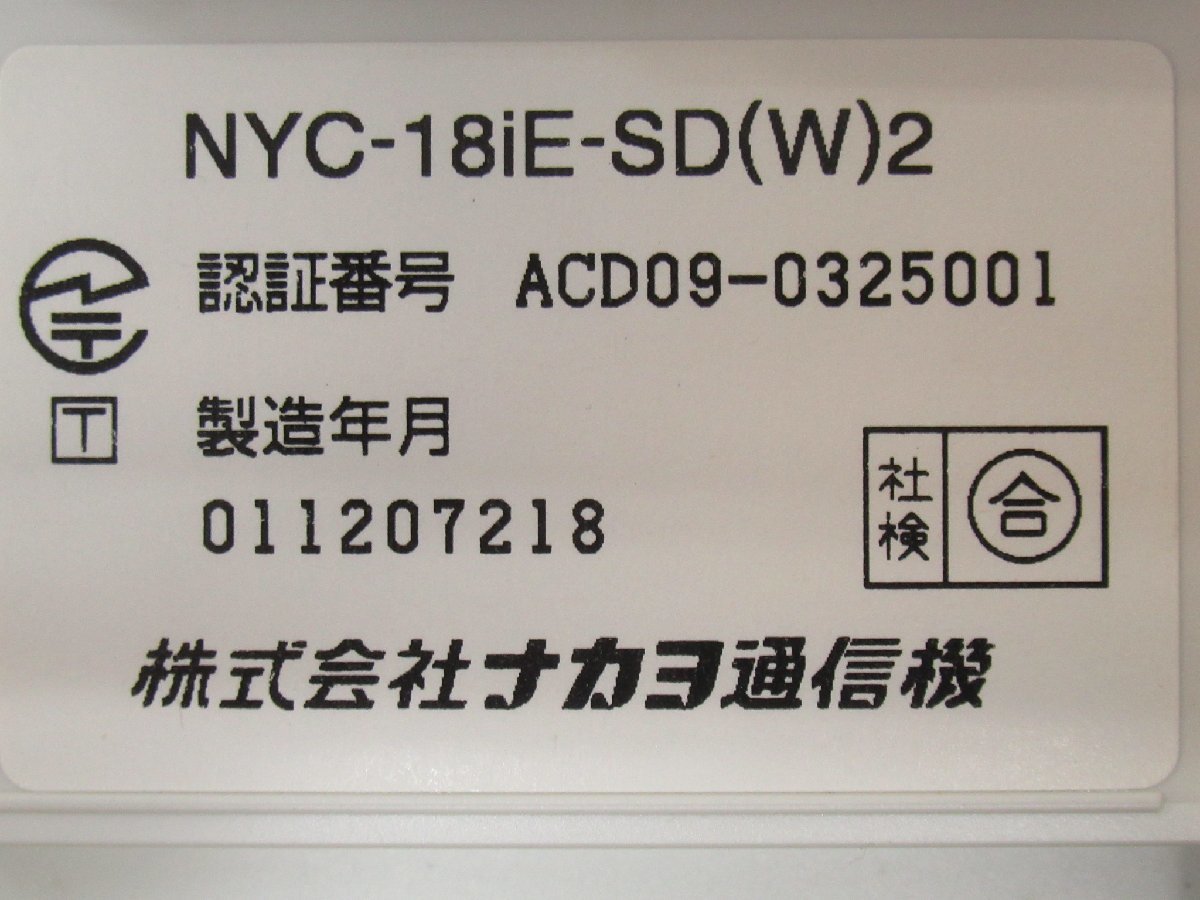 NYC-18iE-SD(W)2
認証番号 ACD09-0325001
T 製造年月
011207218
社検 合
株式会社ナカヨ通信機